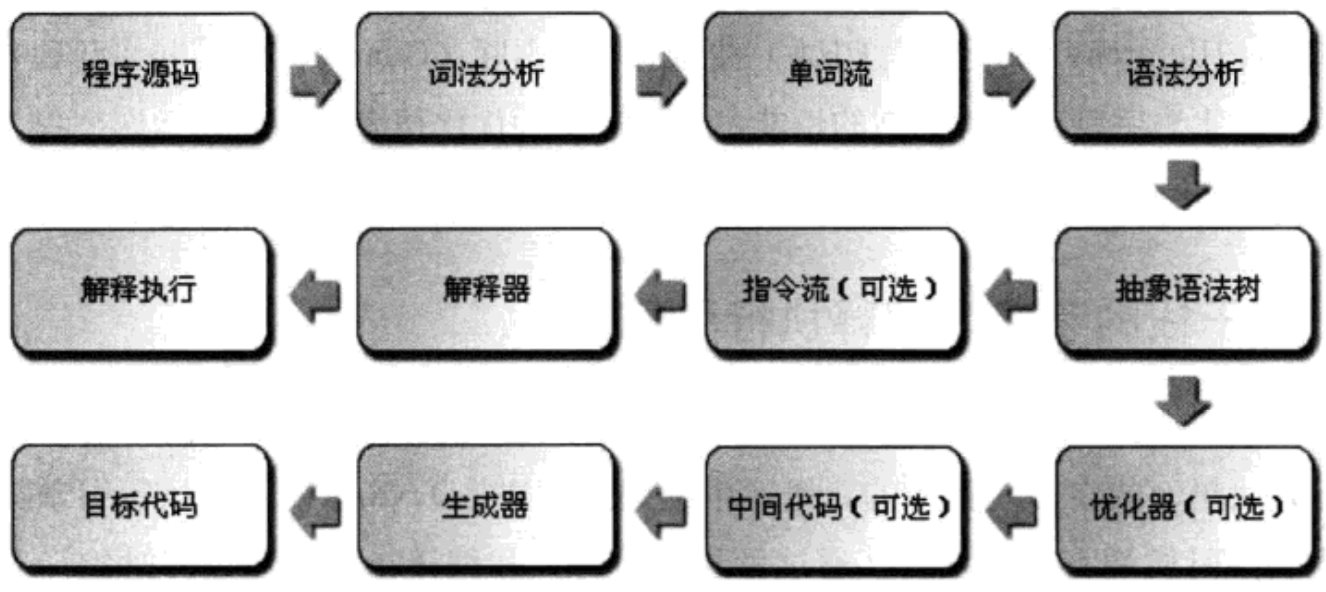 程序源码
词法分析
单词流
语法分析
解释执行
解释器
指令流（可选）
抽象语法树
目标代码
生成器
中间代码（可选）
优化器（可选）